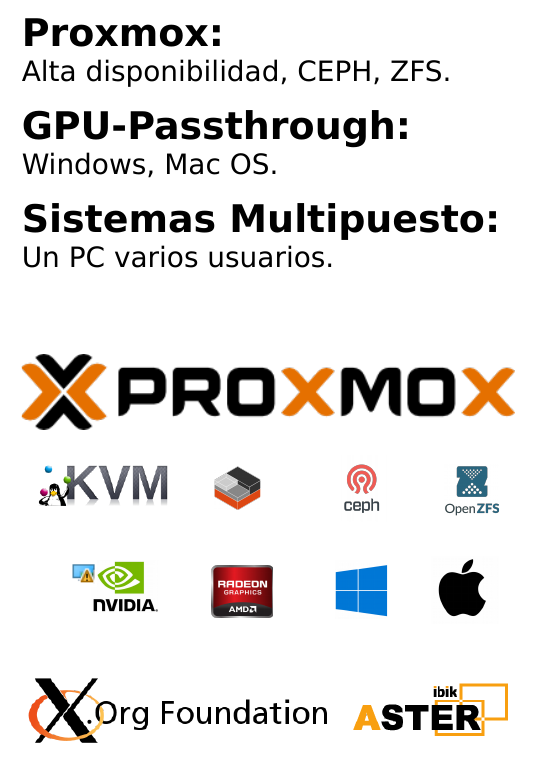 Proxmox:
Alta disponibilidad, CEPH, ZFS.
GPU-Passthrough:
Windows, Mac OS.
Sistemas Multipuesto:
Un PC varios usuarios.
PROXMOX
KVM
ceph
OpenZFS
NVIDIA.
RADEON
GRAPHICS
AMD
X.Org Foundation
ibik
ASTER